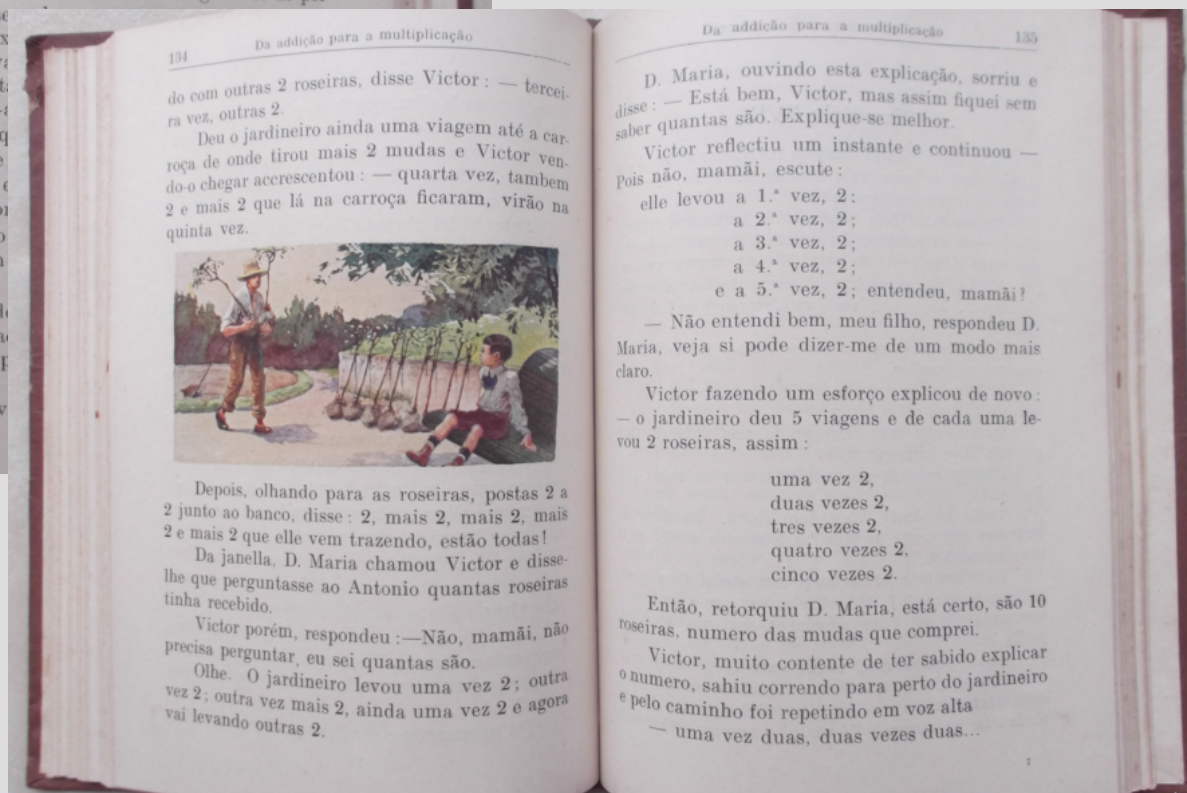 134
Da addição para a multiplicação
do com outras 2 roseiras, disse Victor : — tercei-
ra vez, outras 2.
Deu o jardineiro ainda uma viagem até a car-
roça de onde tirou mais 2 mudas e Victor ven-
do-o chegar accrescentou : — quarta vez, tambem
2 e mais 2 que lá na carroça ficaram, virão na
quinta vez.
Depois, olhando para as roseiras, postas 2 a
2 junto ao banco, disse : 2, mais 2, mais 2, mais
2 e mais 2 que elle vem trazendo, estão todas!
Da janella, D. Maria chamou Victor e disse-
lhe que perguntasse ao Antonio quantas roseiras
tinha recebido.
Victor porém, respondeu :—Não, mamãi, não
precisa perguntar, eu sei quantas são.
Olhe. O jardineiro levou uma vez 2 ; outra
vez 2 ; outra vez mais 2, ainda uma vez 2 e agora
vai levando outras 2.
Da addição para a multiplicação
135
D. Maria, ouvindo esta explicação, sorriu e
disse : — Está bem, Victor, mas assim fiquei sem
saber quantas são. Explique-se melhor.
Victor reflectiu um instante e continuou —
Pois não, mamãi, escute :
elle levou a 1.ª vez, 2 ;
a 2.ª vez, 2 ;
a 3.ª vez, 2 ;
a 4.ª vez, 2 ;
e a 5.ª vez, 2 ; entendeu, mamãi?
— Não entendi bem, meu filho, respondeu D.
Maria, veja si pode dizer-me de um modo mais
claro.
Victor fazendo um esforço explicou de novo :
— o jardineiro deu 5 viagens e de cada uma le-
vou 2 roseiras, assim :
uma vez 2,
duas vezes 2,
tres vezes 2,
quatro vezes 2,
cinco vezes 2.
Então, retorquiu D. Maria, está certo, são 10
roseiras, numero das mudas que comprei.
Victor, muito contente de ter sabido explicar
o numero, sahiu correndo para perto do jardineiro
e pelo caminho foi repetindo em voz alta
— uma vez duas, duas vezes duas...